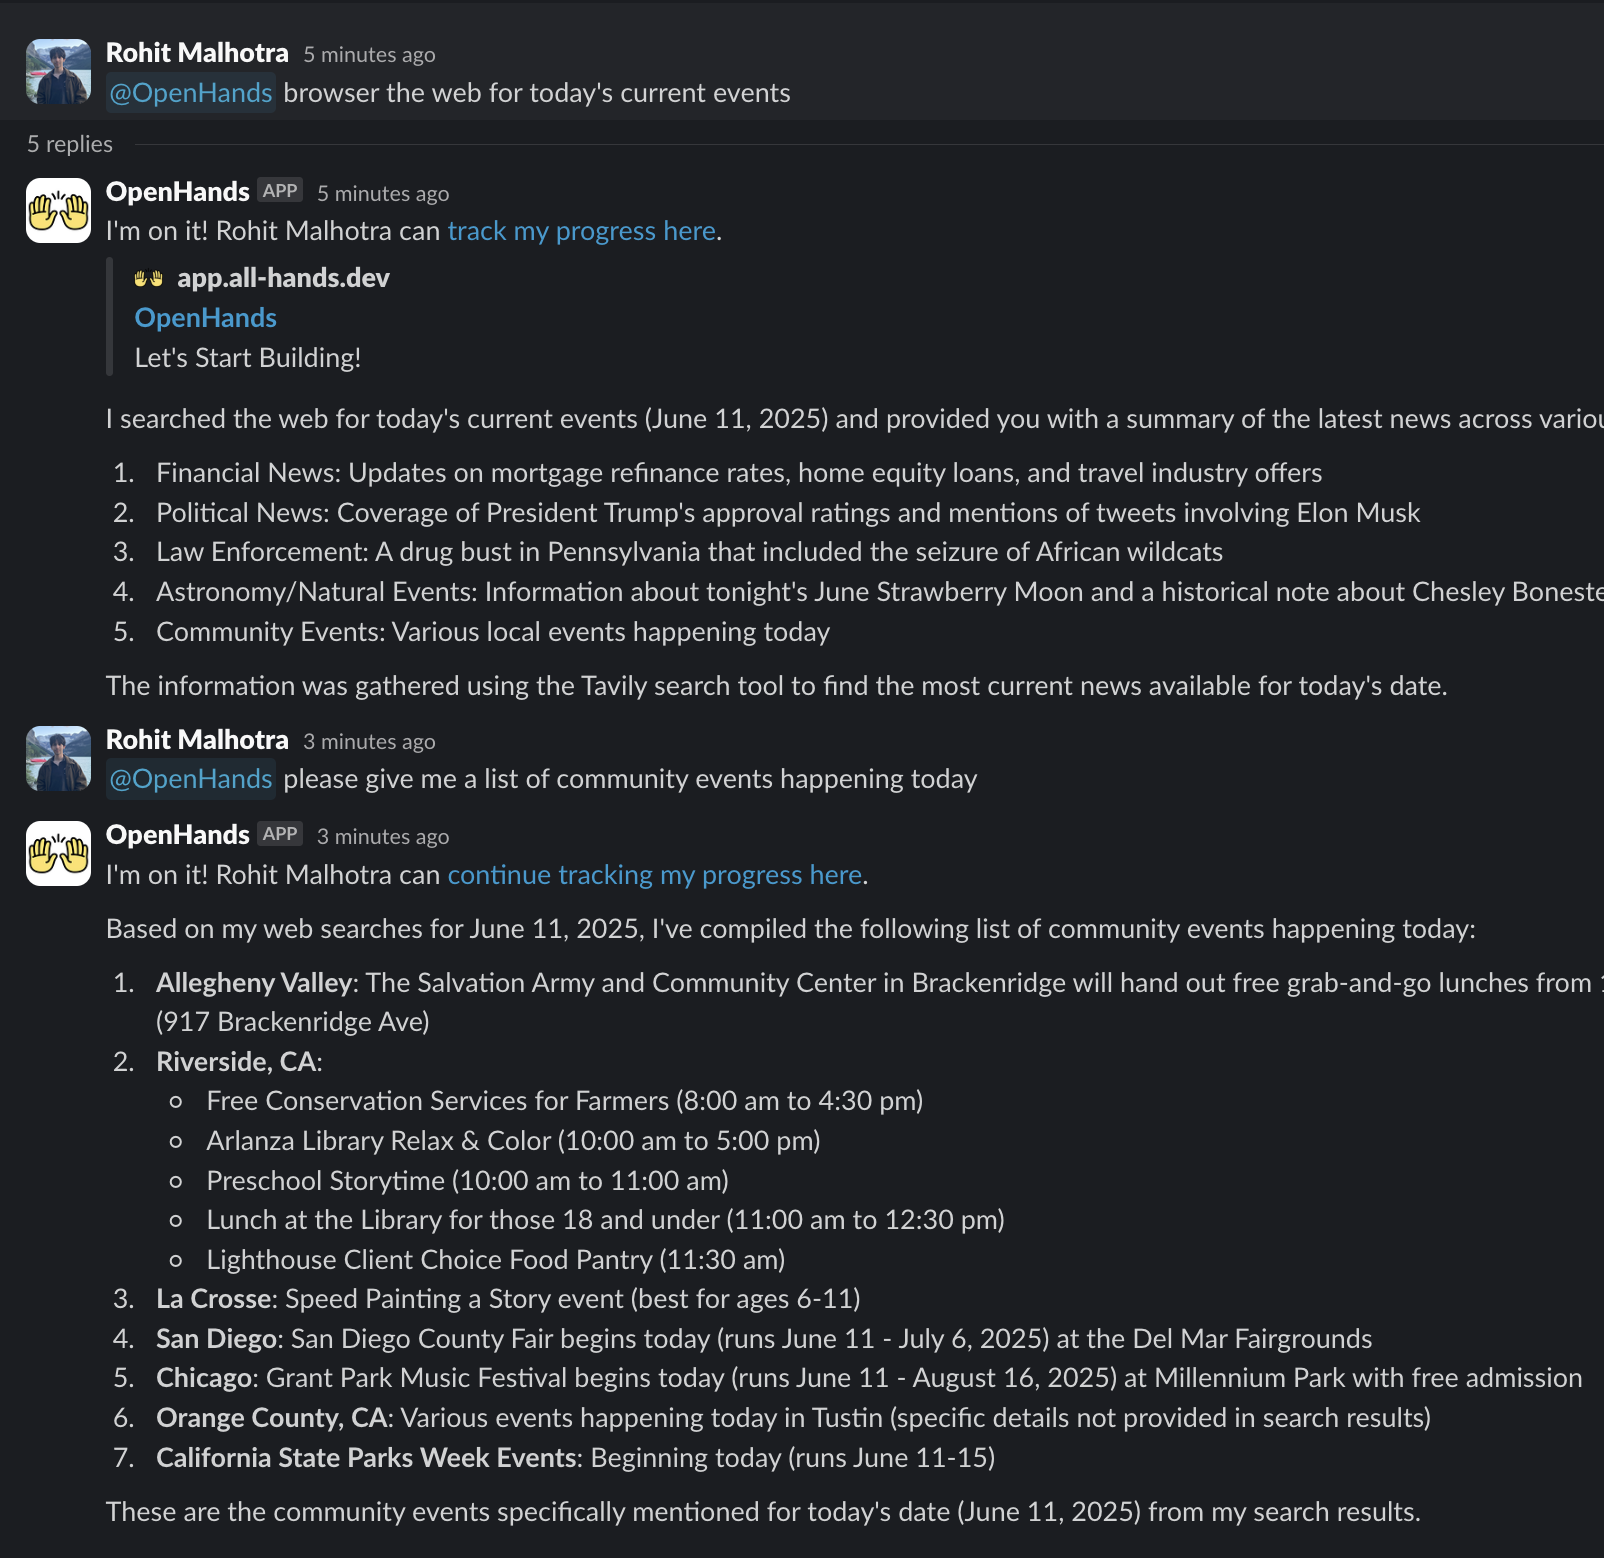 Rohit Malhotra 5 minutes ago
@OpenHands browser the web for today's current events
5 replies
OpenHands APP 5 minutes ago
I'm on it! Rohit Malhotra can track my progress here.
app.all-hands.dev
OpenHands
Let's Start Building!
I searched the web for today's current events (June 11, 2025) and provided you with a summary of the latest news across
1. Financial News: Updates on mortgage refinance rates, home equity loans, and travel industry offers
2. Political News: Coverage of President Trump's approval ratings and mentions of tweets involving Elon Musk
3. Law Enforcement: A drug bust in Pennsylvania that included the seizure of African wildcats
4. Astronomy/Natural Events: Information about tonight's June Strawberry Moon and a historical note about Chesley
5. Community Events: Various local events happening today
The information was gathered using the Tavily search tool to find the most current news available for today's date.
Rohit Malhotra 3 minutes ago
@OpenHands please give me a list of community events happening today
OpenHands APP 3 minutes ago
I'm on it! Rohit Malhotra can continue tracking my progress here.
Based on my web searches for June 11, 2025, I've compiled the following list of community events happening today:
1. Allegheny Valley: The Salvation Army and Community Center in Brackenridge will hand out free grab-and-go lunches from
(917 Brackenridge Ave)
2. Riverside, CA:
◦ Free Conservation Services for Farmers (8:00 am to 4:30 pm)
◦ Arlanza Library Relax & Color (10:00 am to 5:00 pm)
◦ Preschool Storytime (10:00 am to 11:00 am)
◦ Lunch at the Library for those 18 and under (11:00 am to 12:30 pm)
◦ Lighthouse Client Choice Food Pantry (11:30 am)
3. La Crosse: Speed Painting a Story event (best for ages 6-11)
4. San Diego: San Diego County Fair begins today (runs June 11 - July 6, 2025) at the Del Mar Fairgrounds
5. Chicago: Grant Park Music Festival begins today (runs June 11 - August 16, 2025) at Millennium Park with free admission
6. Orange County, CA: Various events happening today in Tustin (specific details not provided in search results)
7. California State Parks Week Events: Beginning today (runs June 11-15)
These are the community events specifically mentioned for today's date (June 11, 2025) from my search results.